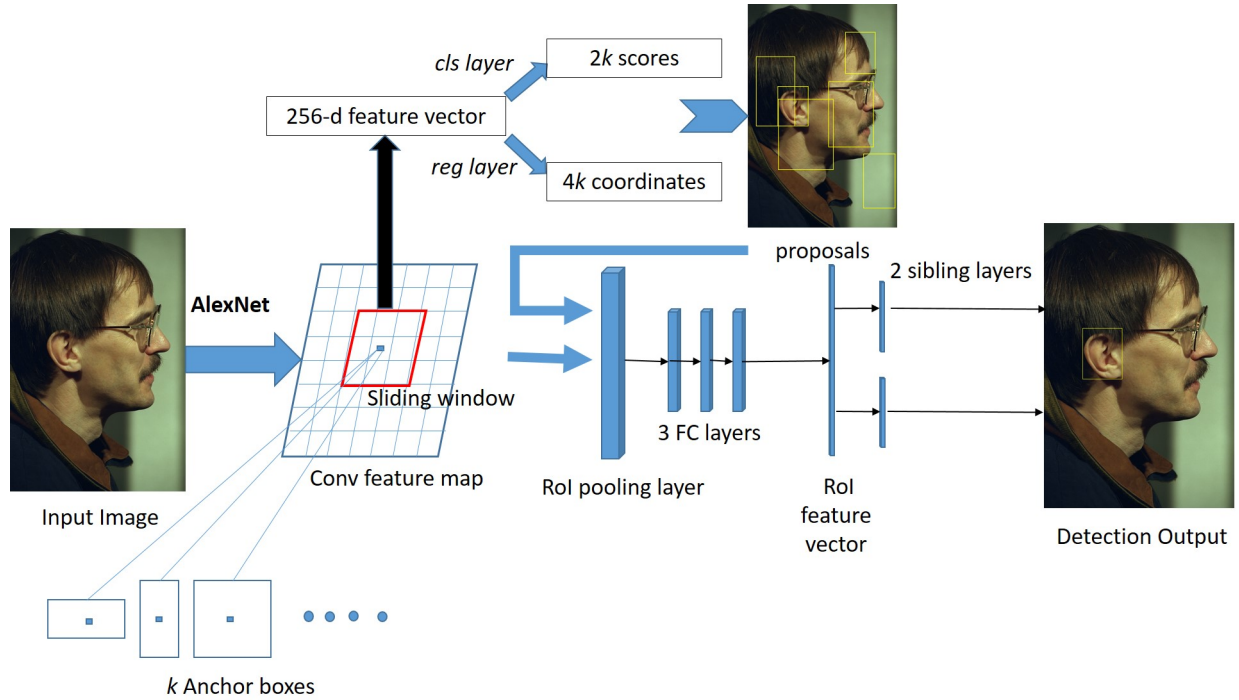 cls layer
2k scores
256-d feature vector
reg layer
4k coordinates
proposals
2 sibling layers
AlexNet
Sliding window
3 FC layers
Conv feature map
RoI pooling layer
RoI
feature
vector
Input Image
Detection Output
k Anchor boxes